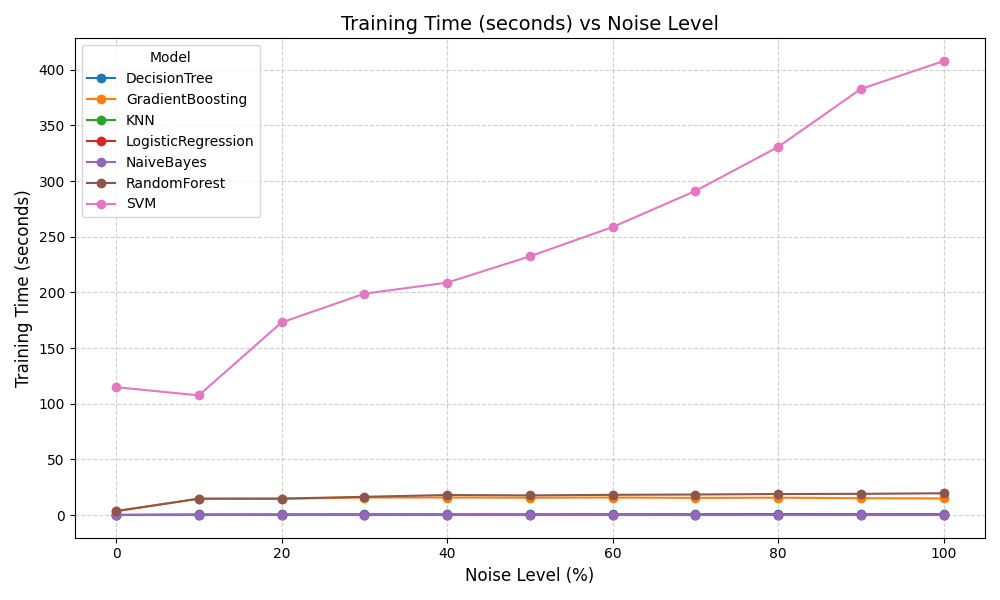 Training Time (seconds) vs Noise Level
Model
DecisionTree
GradientBoosting
KNN
LogisticRegression
NaiveBayes
RandomForest
SVM
Training Time (seconds)
400
350
300
250
200
150
100
50
0
0 20 40 60 80 100
Noise Level (%)